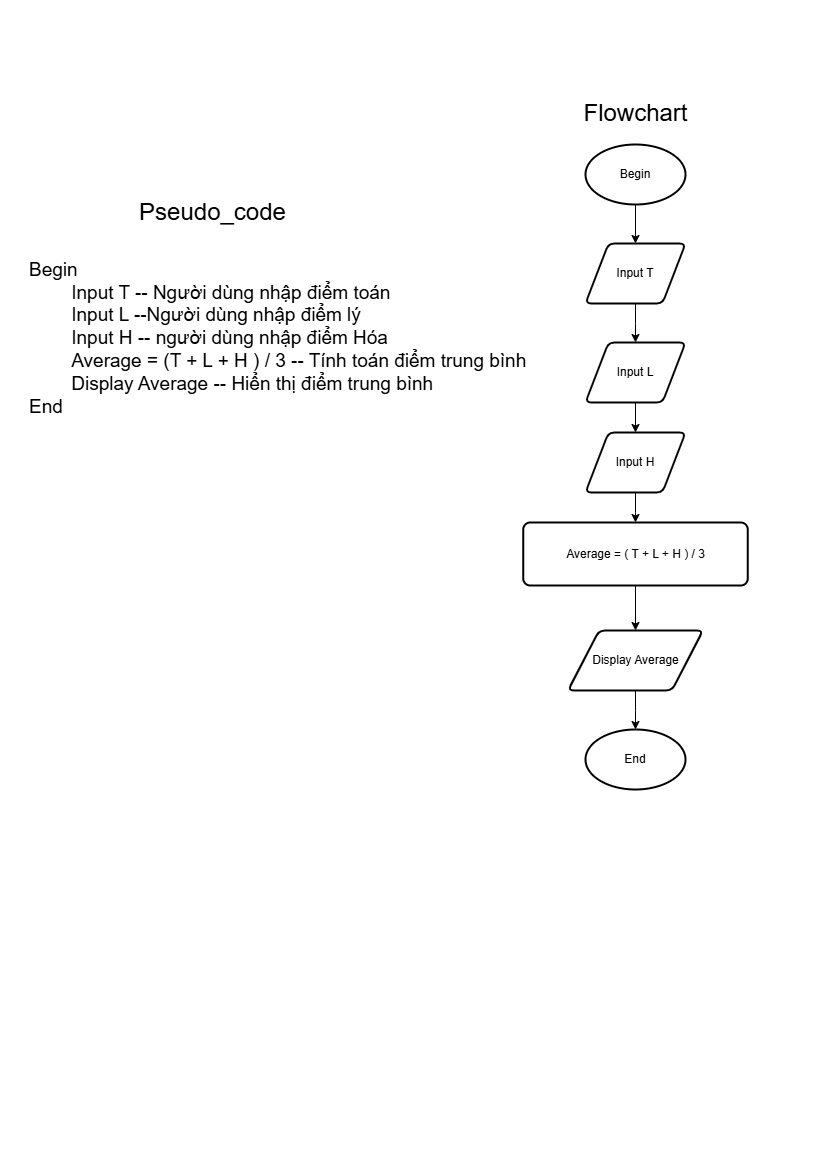 Pseudo_code
Begin
Input T -- Người dùng nhập điểm toán
Input L --Người dùng nhập điểm lý
Input H -- người dùng nhập điểm Hóa
Average = (T + L + H ) / 3 -- Tính toán điểm trung bình
Display Average -- Hiển thị điểm trung bình
End
Flowchart
Begin
Input T
Input L
Input H
Average = ( T + L + H ) / 3
Display Average
End